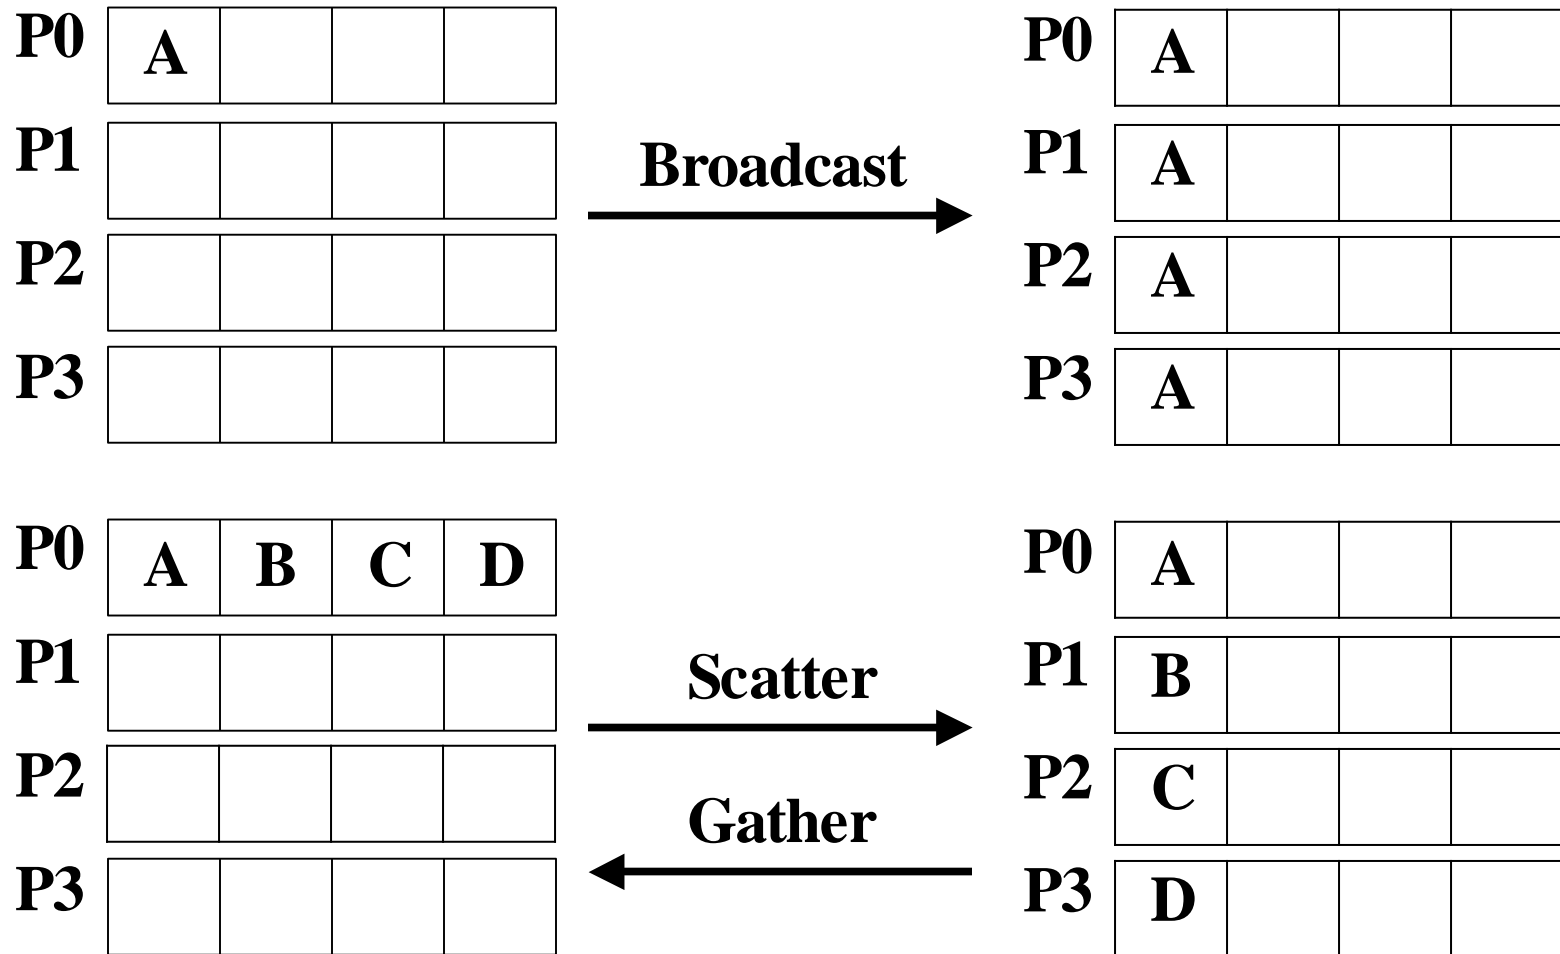 P0 A
P1
P2
P3
Broadcast
P0 A
P1 A
P2 A
P3 A
P0 A B C D
P1
P2
P3
Scatter
Gather
P0 A
P1 B
P2 C
P3 D